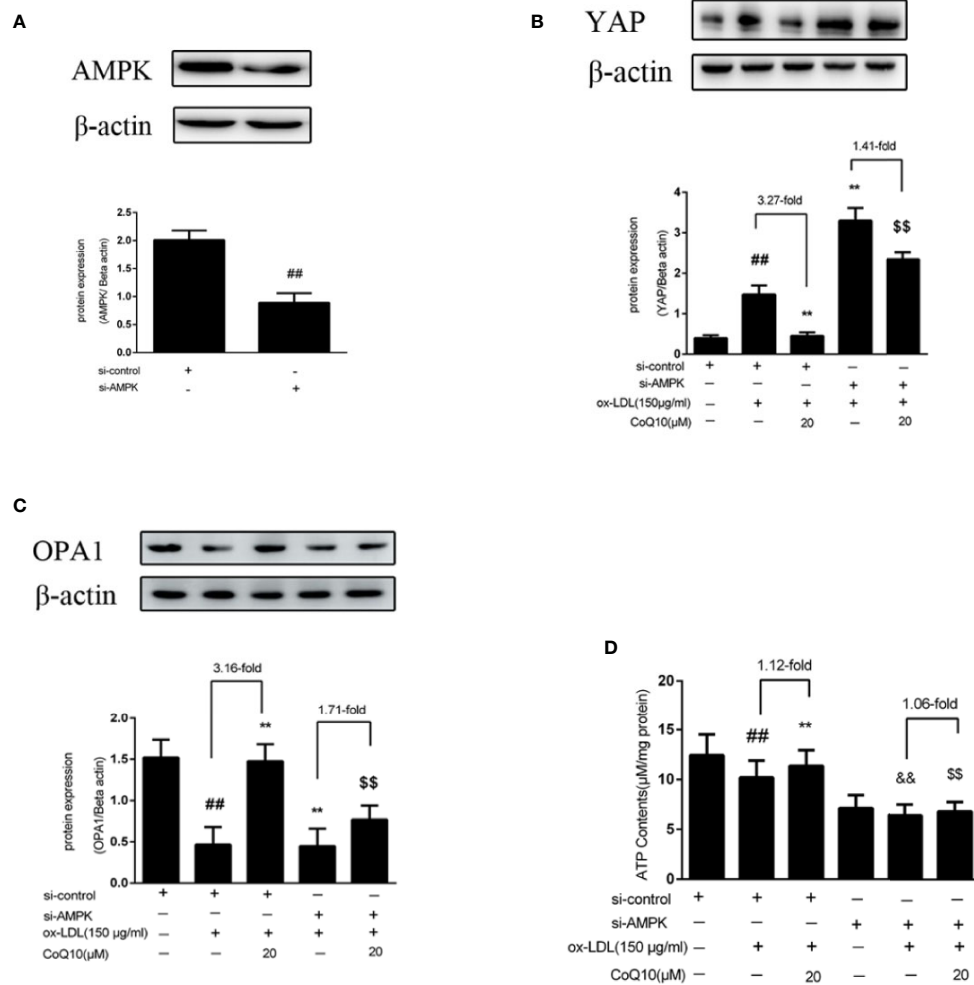 A
AMPK
β-actin
protein expression
(AMPK/ Beta actin)
2.5
2.0
1.5
1.0
0.5
0.0
##
si-control + -
si-AMPK - +
B
YAP
β-actin
protein expression
(YAP/Beta actin)
4
3
2
1
0
3.27-fold
1.41-fold
##
**
**
$$
si-control + + + — —
si-AMPK — — — + +
ox-LDL(150μg/ml) — + + + +
CoQ10(μM) — — 20 — 20
C
OPA1
β-actin
protein expression
(OPA1/Beta actin)
2.0
1.5
1.0
0.5
0.0
3.16-fold
1.71-fold
##
**
**
$$
si-control + + + — —
si-AMPK — — — + +
ox-LDL(150 μg/ml) — + + + +
CoQ10(μM) — — 20 — 20
D
ATP Contents(μM/mg protein)
20
15
10
5
0
1.12-fold
1.06-fold
##
**
&&
$$
si-control + + + — — —
si-AMPK — — — + + +
ox-LDL(150 μg/ml) — + + — + +
CoQ10(μM) — — 20 — — 20